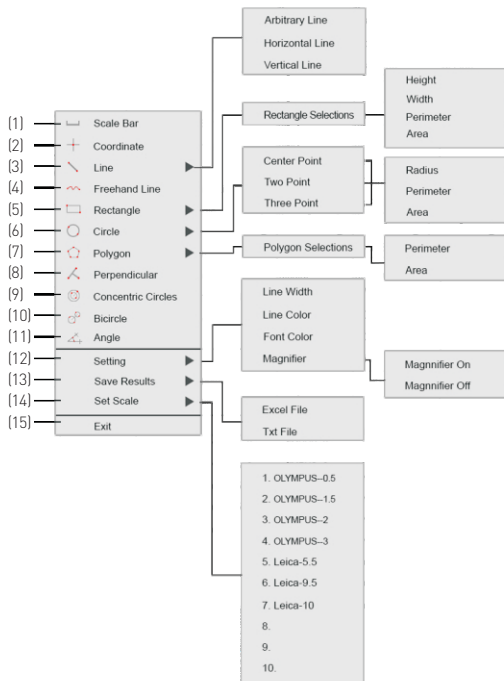 Arbitrary Line
Horizontal Line
Vertical Line
Height
Width
Perimeter
Area
Rectangle Selections
(1) Scale Bar
(2) Coordinate
(3) Line
(4) Freehand Line
(5) Rectangle
(6) Circle
(7) Polygon
(8) Perpendicular
(9) Concentric Circles
(10) Bicircle
(11) Angle
(12) Setting
(13) Save Results
(14) Set Scale
(15) Exit
Center Point
Two Point
Three Point
Radius
Perimeter
Area
Polygon Selections
Perimeter
Area
Line Width
Line Color
Font Color
Magnifier
Magnnifier On
Magnnifier Off
Excel File
Txt File
1. OLYMPUS--0.5
2. OLYMPUS--1.5
3. OLYMPUS--2
4. OLYMPUS--3
5. Leica-5.5
6. Leica-9.5
7. Leica-10
8.
9.
10.